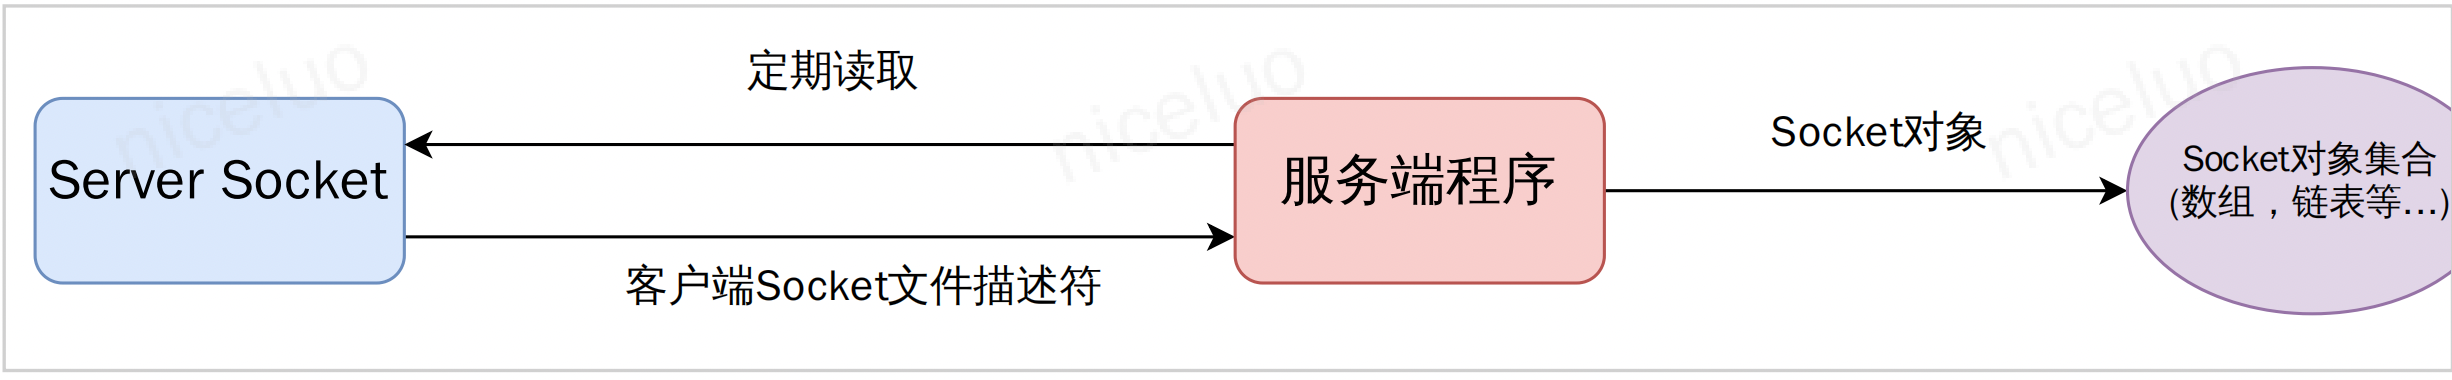 niceluo
niceluo
niceluo
定期读取
Server Socket
服务端程序
Socket对象
客户端Socket文件描述符
Socket对象集合
(数组，链表等...)